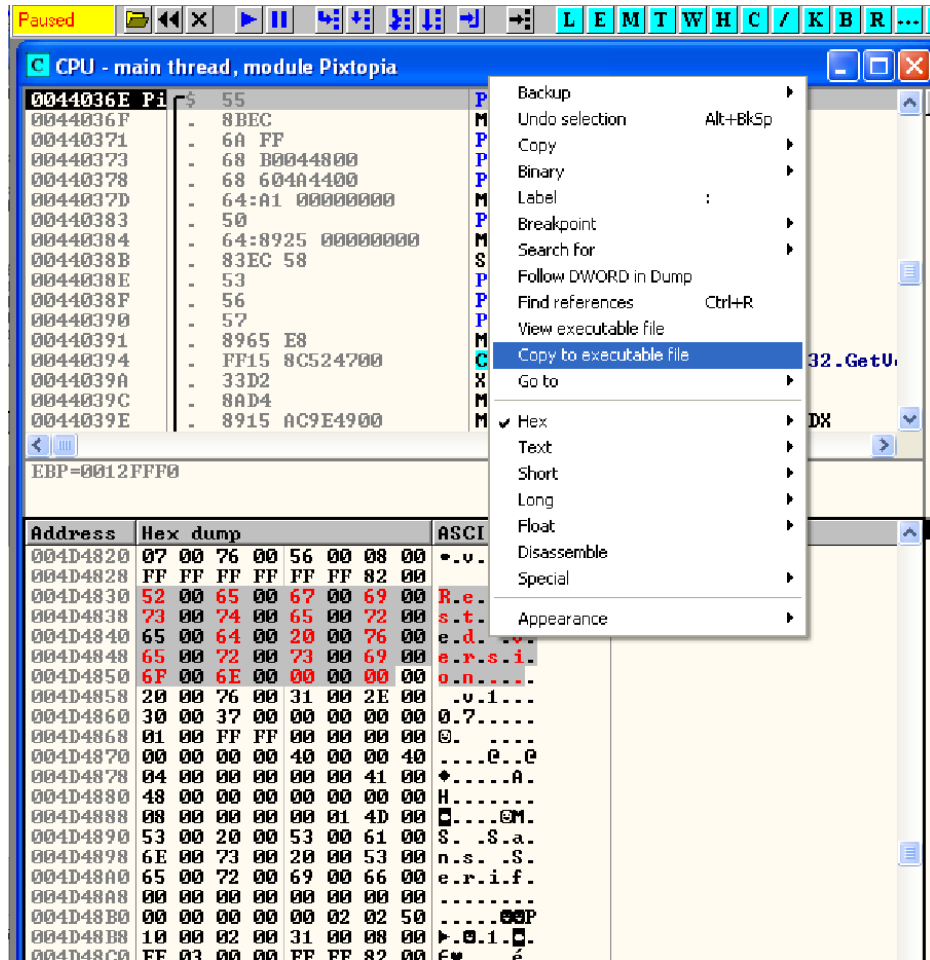 Paused L E M T W H C / K B R ...
C CPU - main thread, module Pixtopia
0044036E Pi $ 55 P
0044036F . 8BEC M
00440371 . 6A FF P
00440373 . 68 B0044800 P
00440378 . 68 604A4400 P
0044037D . 64:A1 00000000 M
00440383 . 50 P
00440384 . 64:8925 00000000 M
0044038B . 83EC 58 S
0044038E . 53 P
0044038F . 56 P
00440390 . 57 P
00440391 . 8965 E8 M
00440394 . FF15 8C524700 C 32.GetV
0044039A . 33D2 X
0044039C . 8AD4 M
0044039E . 8915 AC9E4900 M DX
EBP=0012FFF0
Backup
Undo selection Alt+BkSp
Copy
Binary
Label :
Breakpoint
Search for
Follow DWORD in Dump
Find references Ctrl+R
View executable file
Copy to executable file
Go to
Hex
Text
Short
Long
Float
Disassemble
Special
Appearance
Address Hex dump ASCI
004D4820 07 00 76 00 56 00 08 00 •.v.
004D4828 FF FF FF FF FF FF 82 00
004D4830 52 00 65 00 67 00 69 00 R.e.
004D4838 73 00 74 00 65 00 72 00 s.t.
004D4840 65 00 64 00 20 00 76 00 e.d. .v.
004D4848 65 00 72 00 73 00 69 00 e.r.s.i.
004D4850 6F 00 6E 00 00 00 00 00 o.n.....
004D4858 20 00 76 00 31 00 2E 00 .v.1...
004D4860 30 00 37 00 00 00 00 00 0.7.....
004D4868 01 00 FF FF 00 00 00 00 ☺. ....
004D4870 00 00 00 00 40 00 00 40 ....@..@
004D4878 04 00 00 00 00 00 41 00 ♦.....A.
004D4880 48 00 00 00 00 00 00 00 H.......
004D4888 08 00 00 00 00 01 4D 00 ◘....☺M.
004D4890 53 00 20 00 53 00 61 00 S. .S.a.
004D4898 6E 00 73 00 20 00 53 00 n.s. .S.
004D48A0 65 00 72 00 69 00 66 00 e.r.i.f.
004D48A8 00 00 00 00 00 00 00 00 ........
004D48B0 00 00 00 00 00 02 02 50 .....☻☻P
004D48B8 10 00 02 00 31 00 08 00 ►.☻.1.◘.
004D48C0 FF 03 00 00 FF FF 82 00